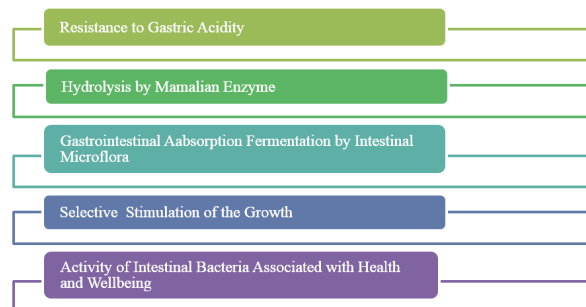 Resistance to Gastric Acidity
Hydrolysis by Mamalian Enzyme
Gastrointestinal Aabsorption Fermentation by Intestinal
Microflora
Selective Stimulation of the Growth
Activity of Intestinal Bacteria Associated with Health
and Wellbeing